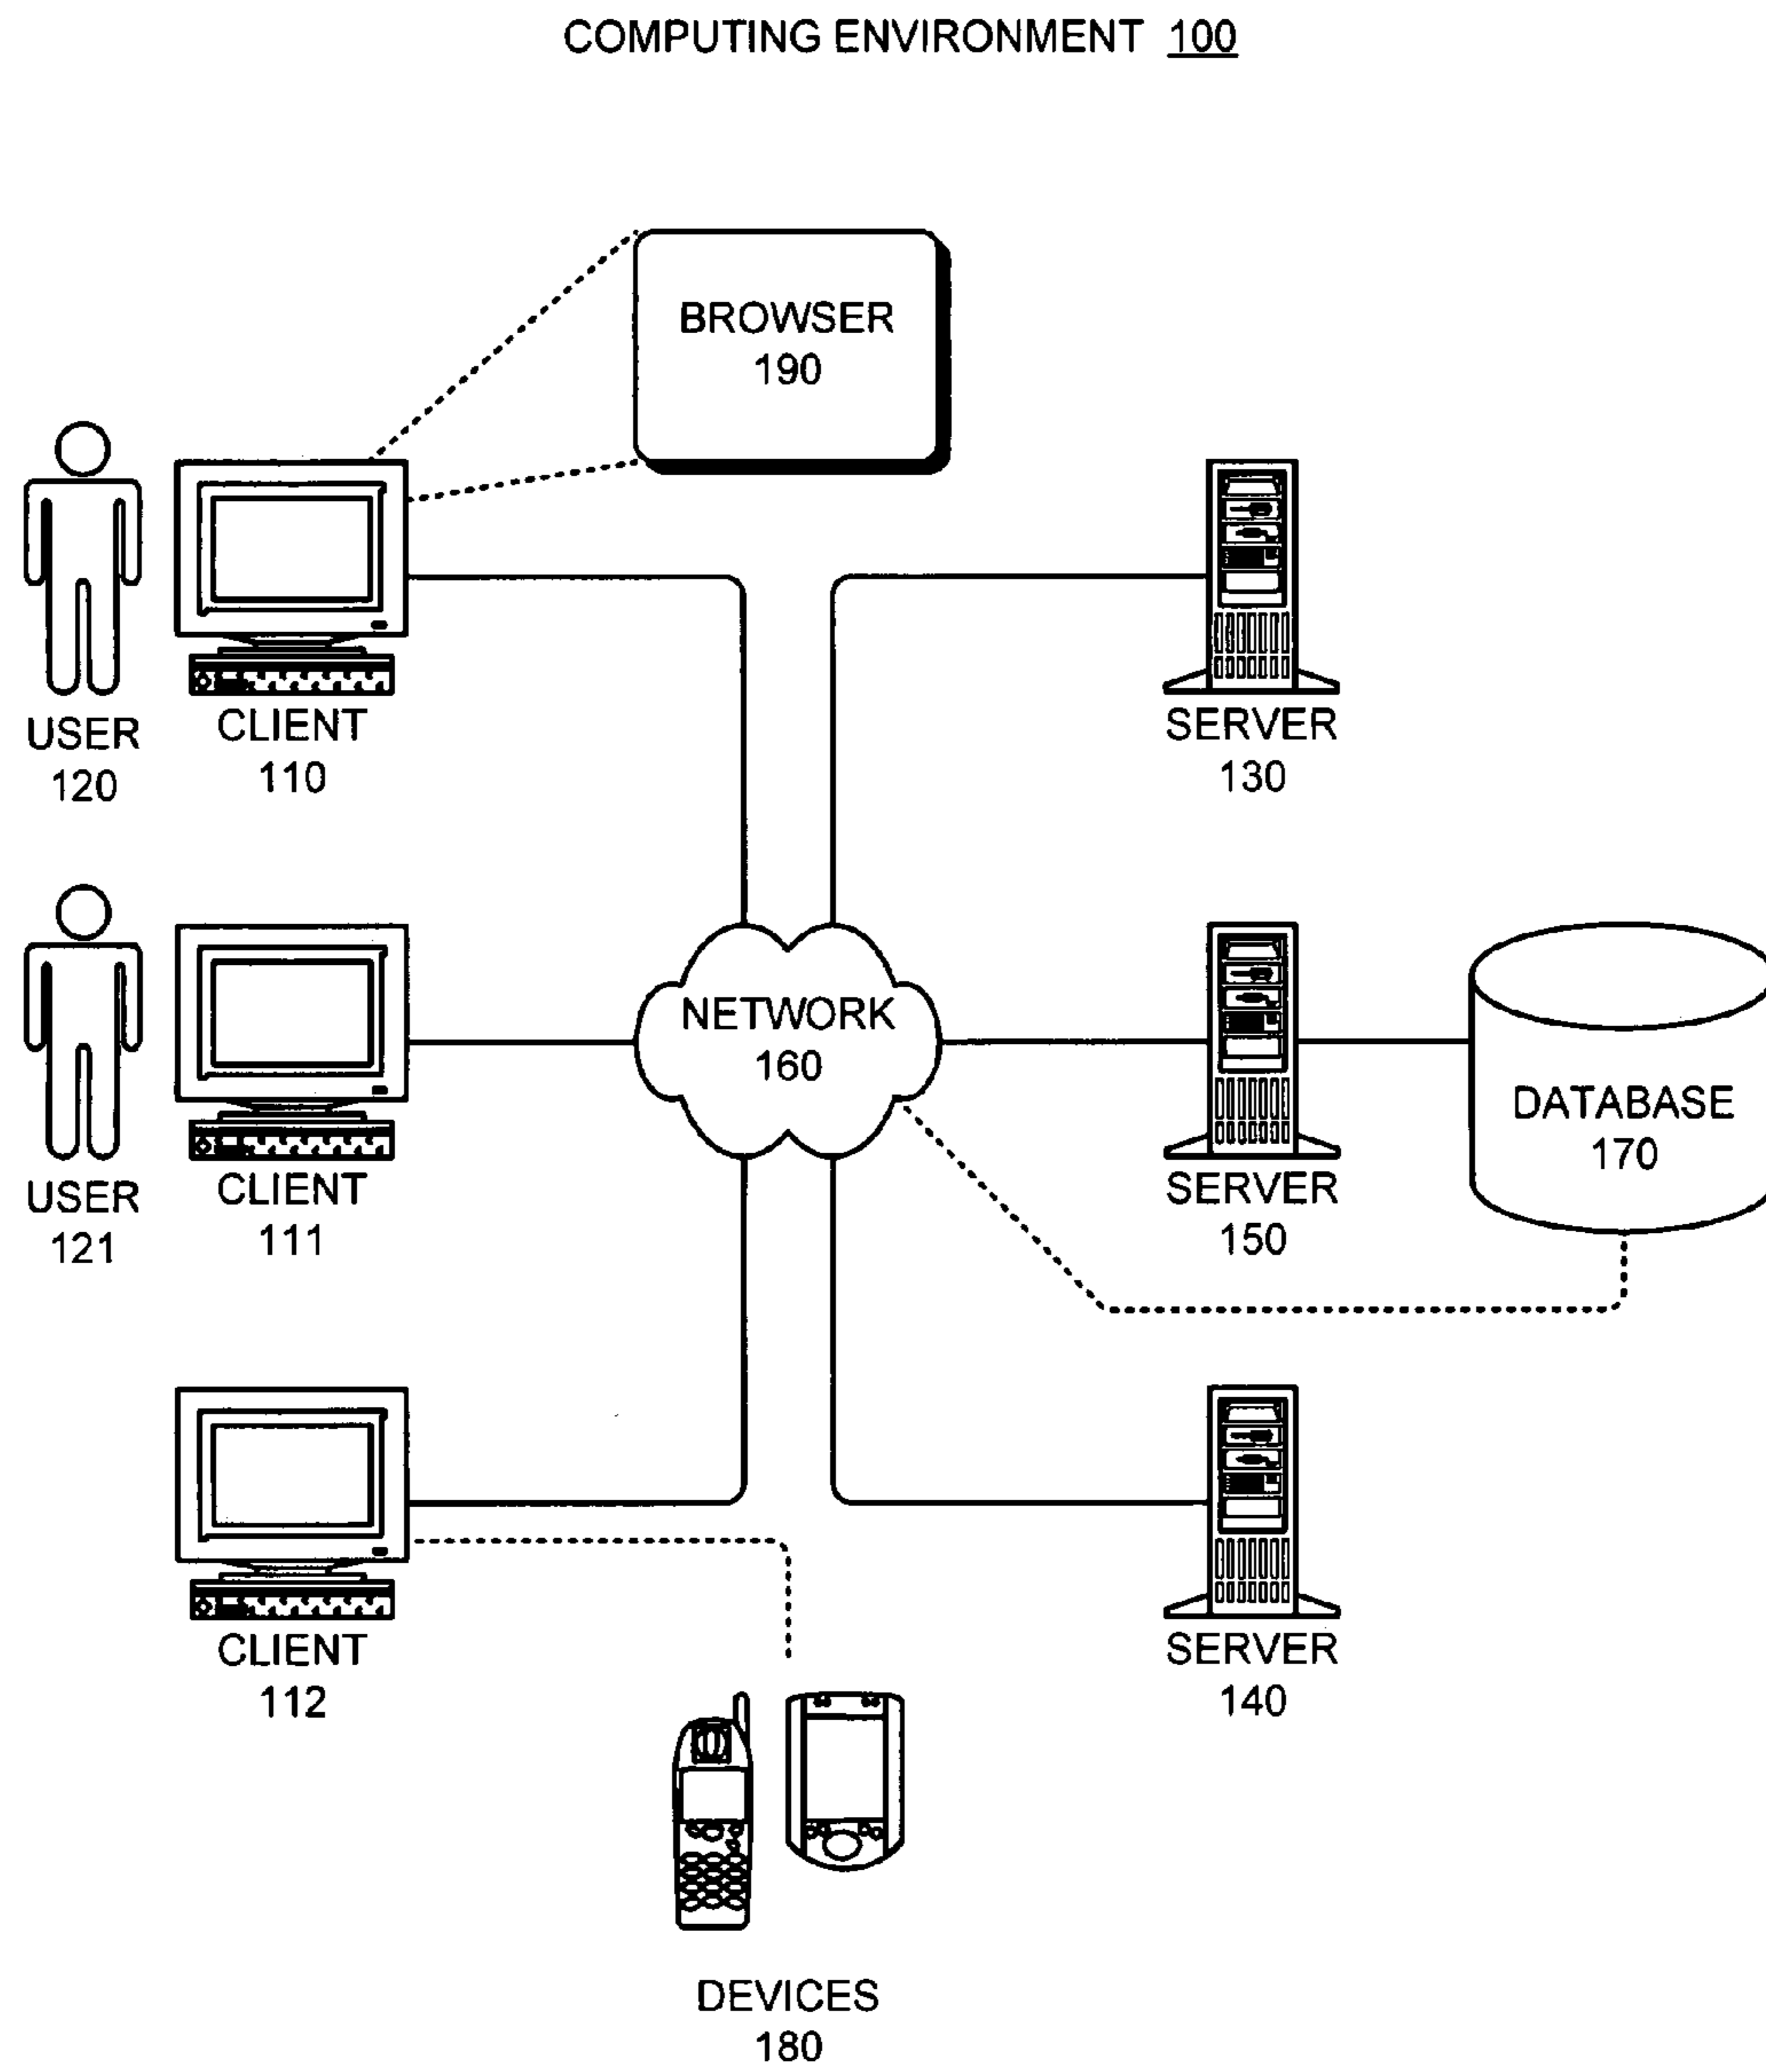 COMPUTING ENVIRONMENT 100
BROWSER
190
USER
120
CLIENT
110
SERVER
130
NETWORK
160
USER
121
CLIENT
111
SERVER
150
DATABASE
170
CLIENT
112
SERVER
140
DEVICES
180